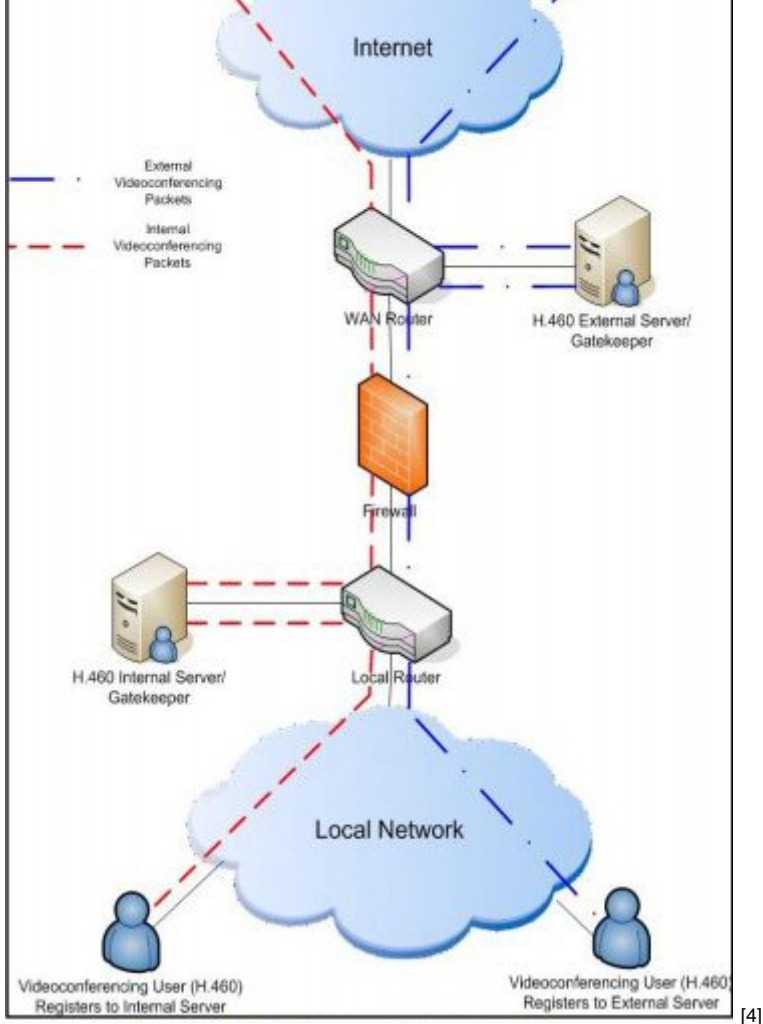 Internet
External
Videoconferencing
Packets
Internal
Videoconferencing
Packets
WAN Router
H.460 External Server/
Gatekeeper
Firewall
H.460 Internal Server/
Gatekeeper
Local Router
Local Network
Videoconferencing User (H.460)
Registers to Internal Server
Videoconferencing User (H.460)
Registers to External Server
[4]